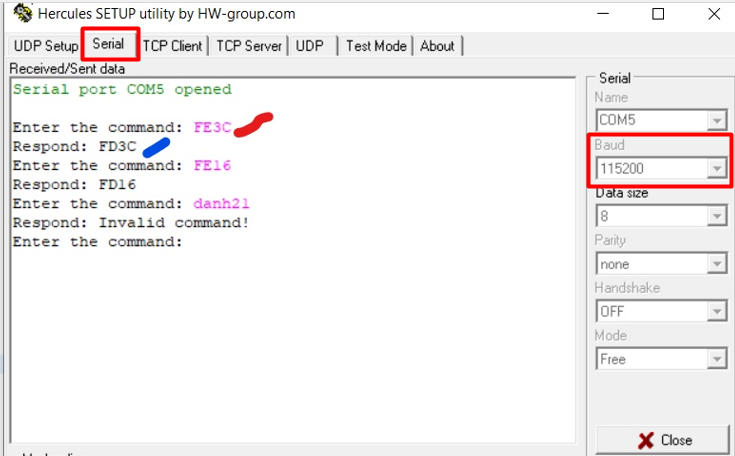 Hercules SETUP utility by HW-group.com
UDP Setup Serial TCP Client TCP Server UDP Test Mode About
Received/Sent data
Serial port COM5 opened
Enter the command: FE3C
Respond: FD3C
Enter the command: FE16
Respond: FD16
Enter the command: danh21
Respond: Invalid command!
Enter the command:
Serial
Name
COM5
Baud
115200
Data size
8
Parity
none
Handshake
OFF
Mode
Free
Close